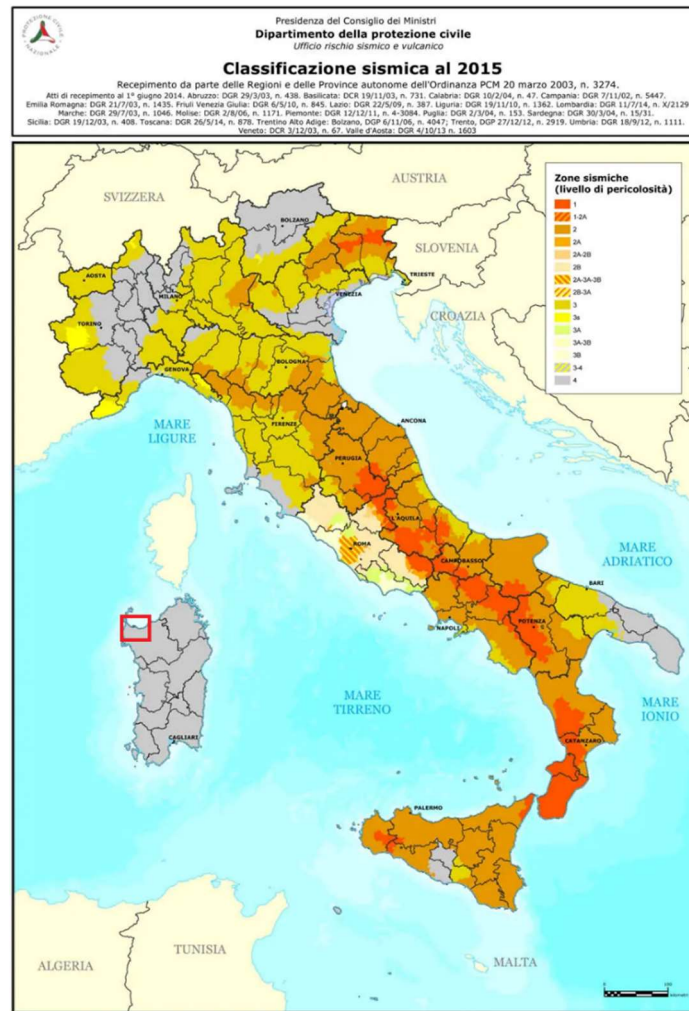 PROTEZIONE CIVILE
NAZIONALE
Presidenza del Consiglio dei Ministri
Dipartimento della protezione civile
Ufficio rischio sismico e vulcanico
Classificazione sismica al 2015
Recepimento da parte delle Regioni e delle Province autonome dell'Ordinanza PCM 20 marzo 2003, n. 3274.
Atti di recepimento al 1° giugno 2014. Abruzzo: DGR 29/3/03, n. 438. Basilicata: DCR 19/11/03, n. 731. Calabria: DGR 10/2/04, n. 47. Campania: DGR 7/11/02, n. 5447.
Emilia Romagna: DGR 21/7/03, n. 1435. Friuli Venezia Giulia: DGR 6/5/10, n. 845. Lazio: DGR 22/5/09, n. 387. Liguria: DGR 19/11/10, n. 1362. Lombardia: DGR 11/7/14, n. X/2129
Marche: DGR 29/7/03, n. 1046. Molise: DGR 2/8/06, n. 1171. Piemonte: DGR 12/12/11, n. 4-3084. Puglia: DGR 2/3/04, n. 153. Sardegna: DGR 30/3/04, n. 15/31.
Sicilia: DGR 19/12/03, n. 408. Toscana: DGR 26/5/14, n. 878. Trentino Alto Adige: Bolzano, DGP 6/11/06, n. 4047; Trento, DGP 27/12/12, n. 2919. Umbria: DGR 18/9/12, n. 1111.
Veneto: DCR 3/12/03, n. 67. Valle d'Aosta: DGR 4/10/13 n. 1603
Zone sismiche
(livello di pericolosità)
1
1-2A
2
2A
2A-2B
2B
2A-3A-3B
2B-3A
3
3s
3A
3A-3B
3B
3-4
4
AUSTRIA
SVIZZERA
BOLZANO
SLOVENIA
AOSTA
TRIESTE
MILANO
VENEZIA
CROAZIA
TORINO
BOLOGNA
GENOVA
MARE
LIGURE
FIRENZE
ANCONA
PERUGIA
L'AQUILA
ROMA
MARE
ADRIATICO
CAMPOBASSO
BARI
NAPOLI
POTENZA
MARE
TIRRENO
MARE
IONIO
CAGLIARI
CATANZARO
PALERMO
TUNISIA
ALGERIA
MALTA